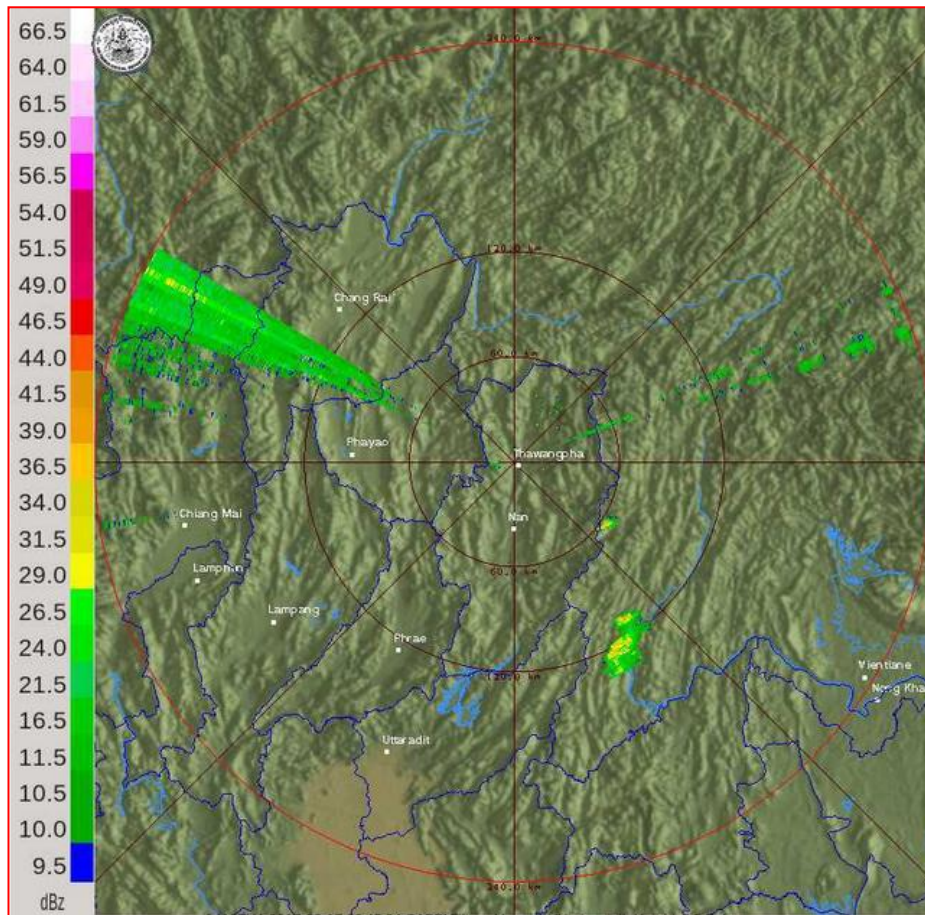 66.5
64.0
61.5
59.0
56.5
54.0
51.5
49.0
46.5
44.0
41.5
39.0
36.5
34.0
31.5
29.0
26.5
24.0
21.5
16.5
11.5
10.5
10.0
9.5
dBz
240.0 km
120.0 km
Chang Rai
60.0 km
Phayao
Thawangpha
Chiang Mai
Nan
60.0 km
Lamphun
Lampang
Phrae
120.0 km
Vientiane
Nong Kha
Uttaradit
240.0 km